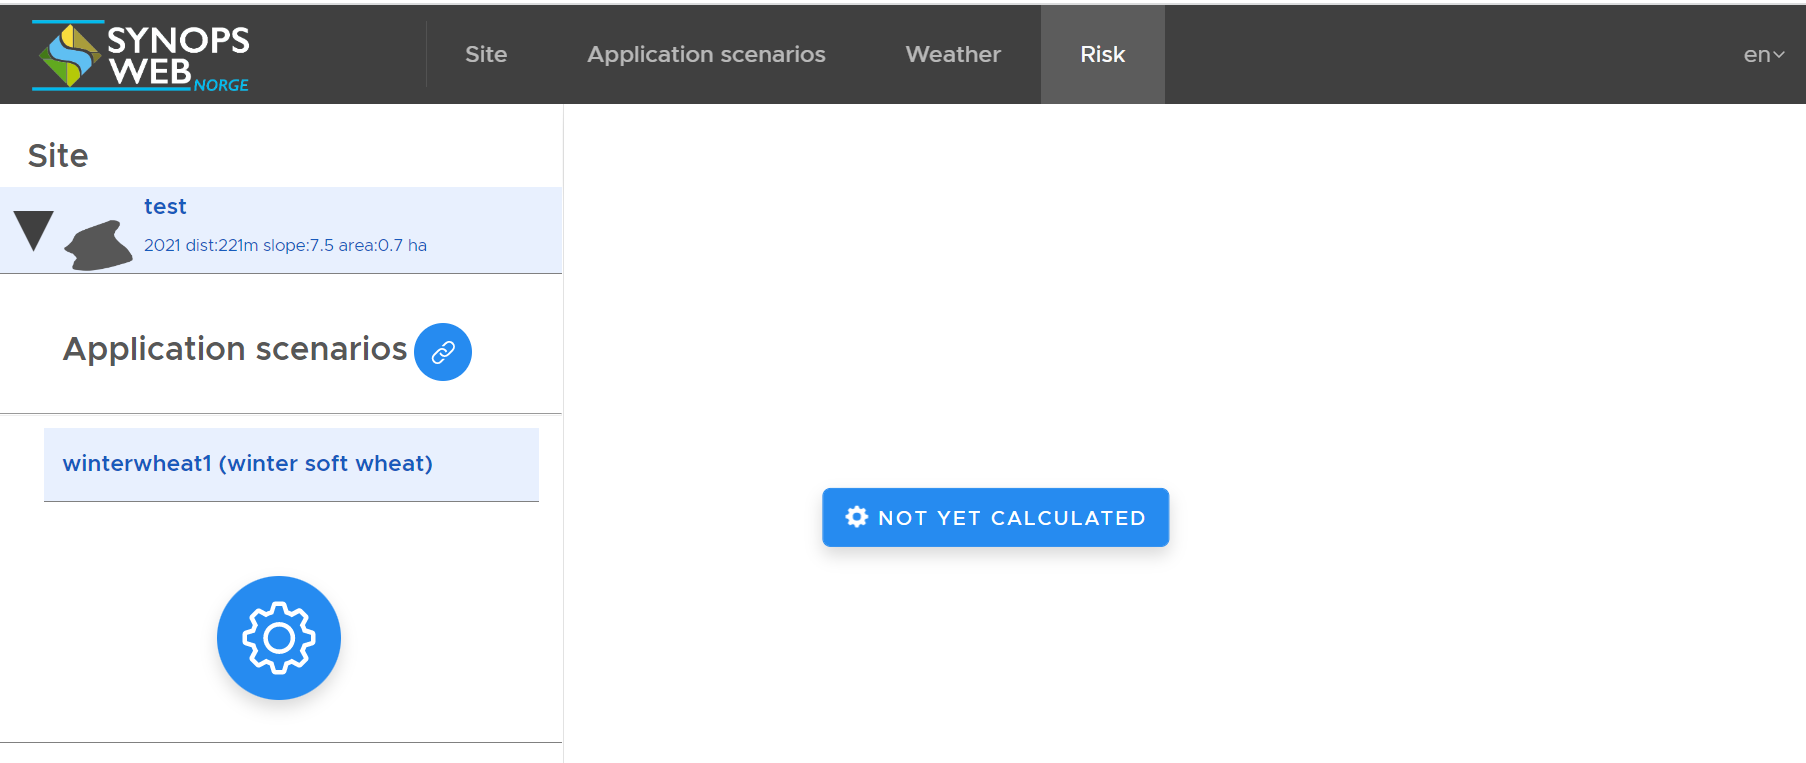 SYNOPS
WEB NORGE
Site
Application scenarios
Weather
Risk
en
Site
test
2021 dist:221m slope:7.5 area:0.7 ha
Application scenarios
winterwheat1 (winter soft wheat)
NOT YET CALCULATED